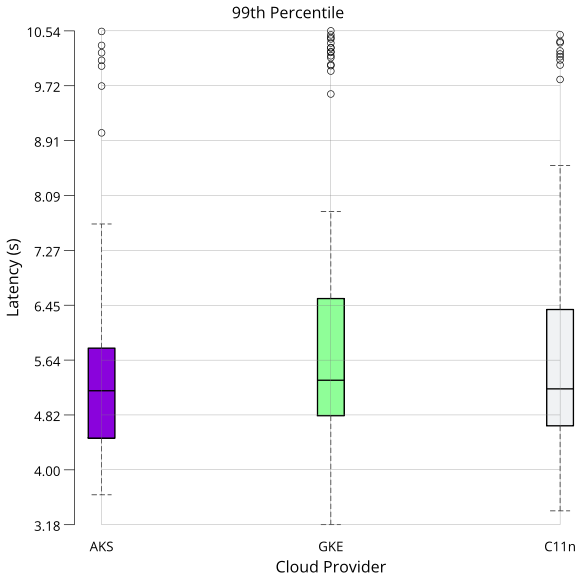 99th Percentile
Latency (s)
10.54
9.72
8.91
8.09
7.27
6.45
5.64
4.82
4.00
3.18
AKS
GKE
C11n
Cloud Provider